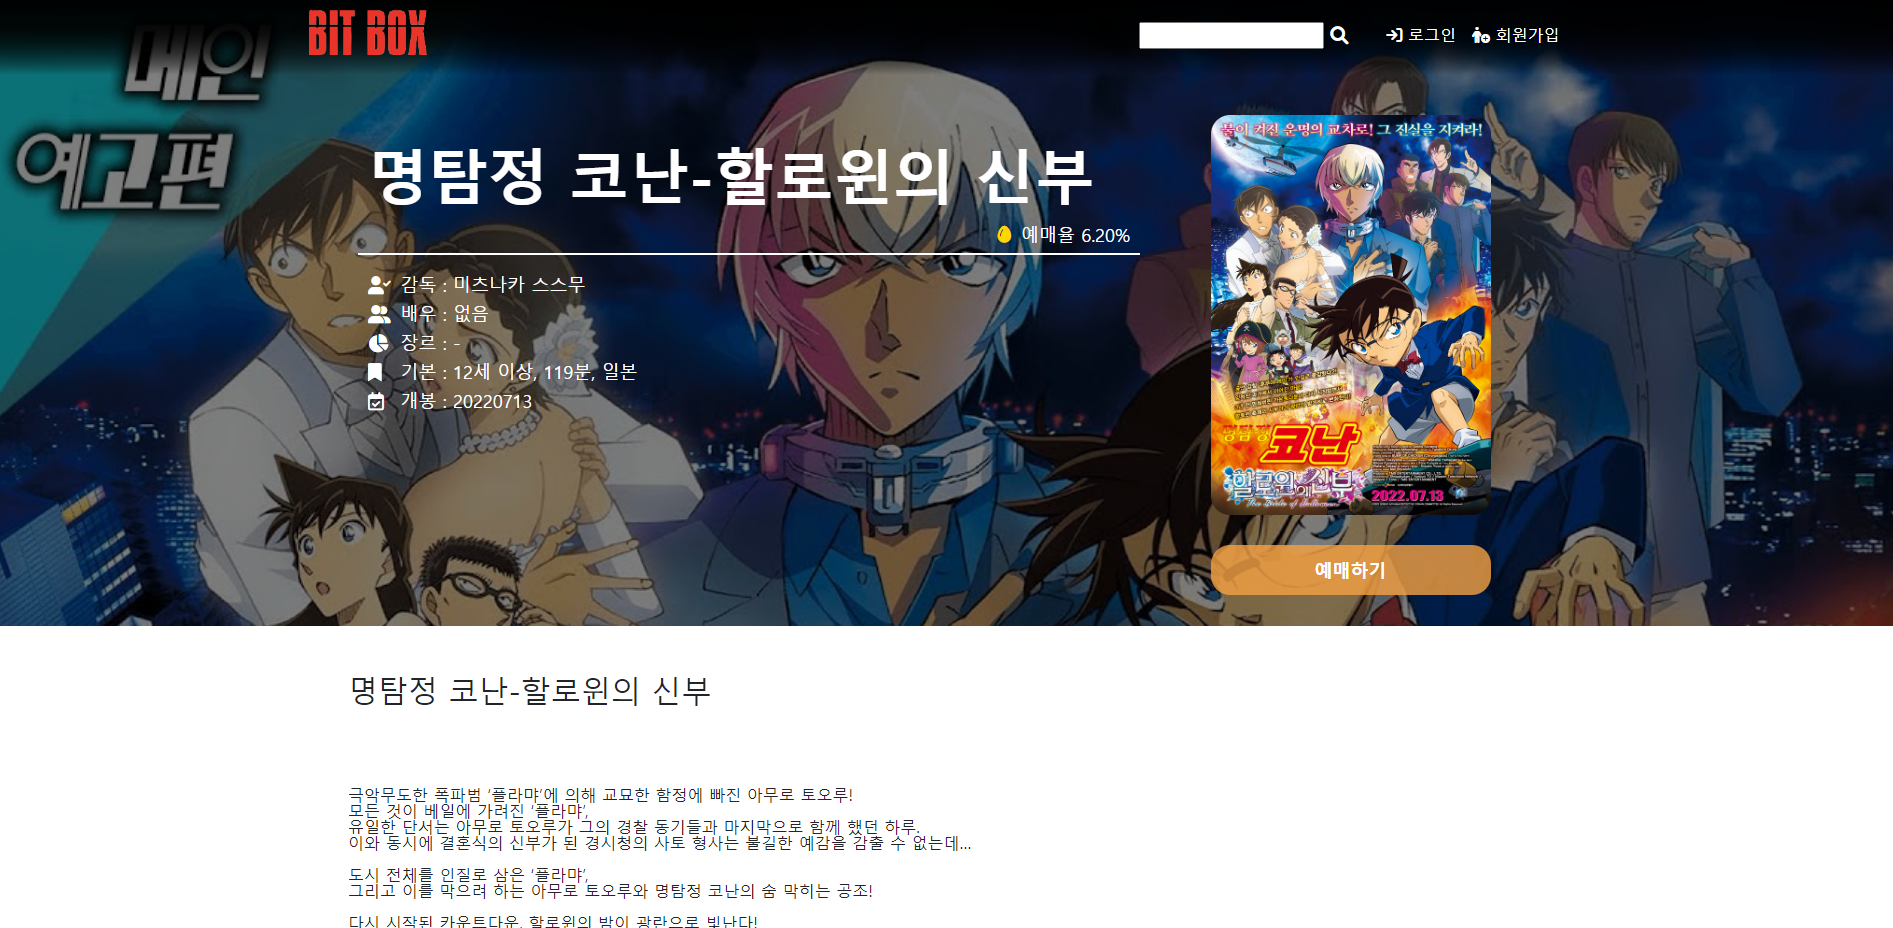 BIT BOX
로그인
회원가입
메인
예고편
명탐정 코난-할로윈의 신부
예매율 6.20%
감독 : 미츠나카 스스무
배우 : 없음
장르 : -
기본 : 12세 이상, 119분, 일본
개봉 : 20220713
불이 켜진 운명의 교차로! 그 진실을 지켜라!
명탐정 코난
할로윈의 신부
2022.07.13
예매하기
명탐정 코난-할로윈의 신부
극악무도한 폭파범 '플라먀'에 의해 교묘한 함정에 빠진 아무로 토오루!
모든 것이 베일에 가려진 '플라먀',
유일한 단서는 아무로 토오루가 그의 경찰 동기들과 마지막으로 함께 했던 하루.
이와 동시에 결혼식의 신부가 된 경시청의 사토 형사는 불길한 예감을 감출 수 없는데...
도시 전체를 인질로 삼은 '플라먀',
그리고 이를 막으려 하는 아무로 토오루와 명탐정 코난의 숨 막히는 공조!
다시 시작된 카운트다운, 할로윈의 밤이 광란으로 빛난다!